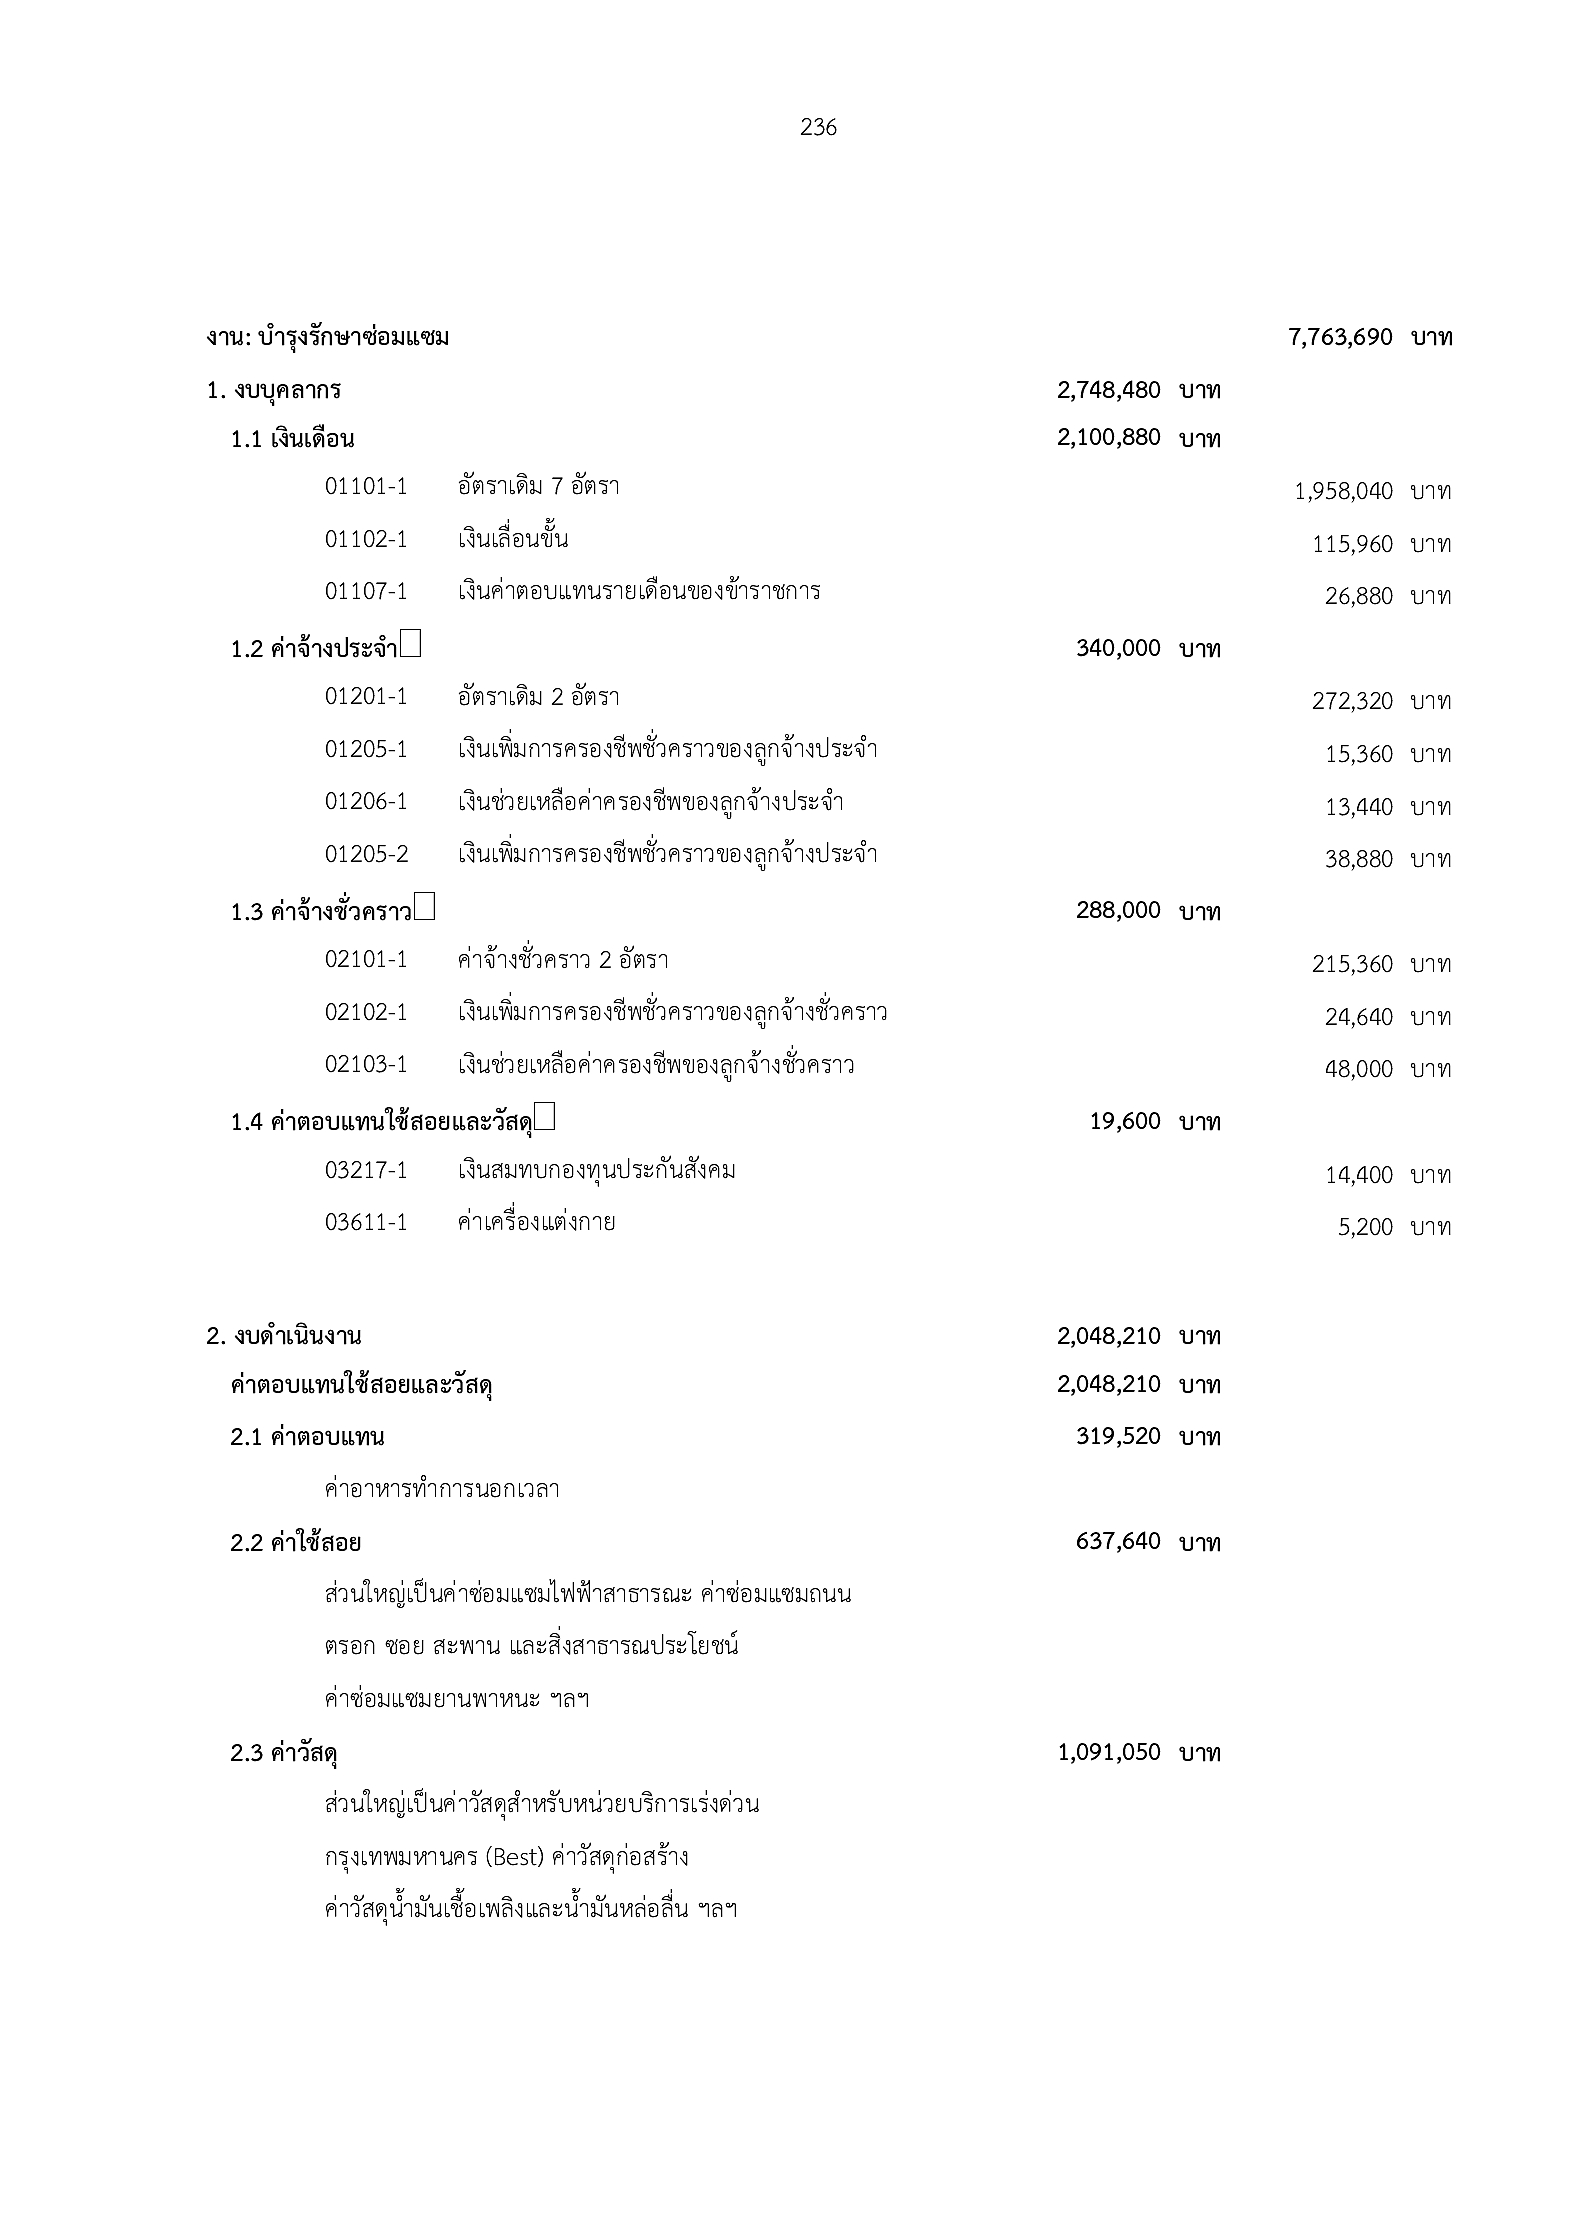 236
งาน: บำรุงรักษาซ่อมแซม 7,763,690 บาท
1. งบบุคลากร 2,748,480 บาท
1.1 เงินเดือน 2,100,880 บาท
01101-1 อัตราเดิม 7 อัตรา 1,958,040 บาท
01102-1 เงินเลื่อนขั้น 115,960 บาท
01107-1 เงินค่าตอบแทนรายเดือนของข้าราชการ 26,880 บาท
1.2 ค่าจ้างประจำ 340,000 บาท
01201-1 อัตราเดิม 2 อัตรา 272,320 บาท
01205-1 เงินเพิ่มการครองชีพชั่วคราวของลูกจ้างประจำ 15,360 บาท
01206-1 เงินช่วยเหลือค่าครองชีพของลูกจ้างประจำ 13,440 บาท
01205-2 เงินเพิ่มการครองชีพชั่วคราวของลูกจ้างประจำ 38,880 บาท
1.3 ค่าจ้างชั่วคราว 288,000 บาท
02101-1 ค่าจ้างชั่วคราว 2 อัตรา 215,360 บาท
02102-1 เงินเพิ่มการครองชีพชั่วคราวของลูกจ้างชั่วคราว 24,640 บาท
02103-1 เงินช่วยเหลือค่าครองชีพของลูกจ้างชั่วคราว 48,000 บาท
1.4 ค่าตอบแทนใช้สอยและวัสดุ 19,600 บาท
03217-1 เงินสมทบกองทุนประกันสังคม 14,400 บาท
03611-1 ค่าเครื่องแต่งกาย 5,200 บาท
2. งบดำเนินงาน 2,048,210 บาท
ค่าตอบแทนใช้สอยและวัสดุ 2,048,210 บาท
2.1 ค่าตอบแทน 319,520 บาท
ค่าอาหารทำการนอกเวลา
2.2 ค่าใช้สอย 637,640 บาท
ส่วนใหญ่เป็นค่าซ่อมแซมไฟฟ้าสาธารณะ ค่าซ่อมแซมถนน
ตรอก ซอย สะพาน และสิ่งสาธารณประโยชน์
ค่าซ่อมแซมยานพาหนะ ฯลฯ
2.3 ค่าวัสดุ 1,091,050 บาท
ส่วนใหญ่เป็นค่าวัสดุสำหรับหน่วยบริการเร่งด่วน
กรุงเทพมหานคร (Best) ค่าวัสดุก่อสร้าง
ค่าวัสดุน้ำมันเชื้อเพลิงและน้ำมันหล่อลื่น ฯลฯ